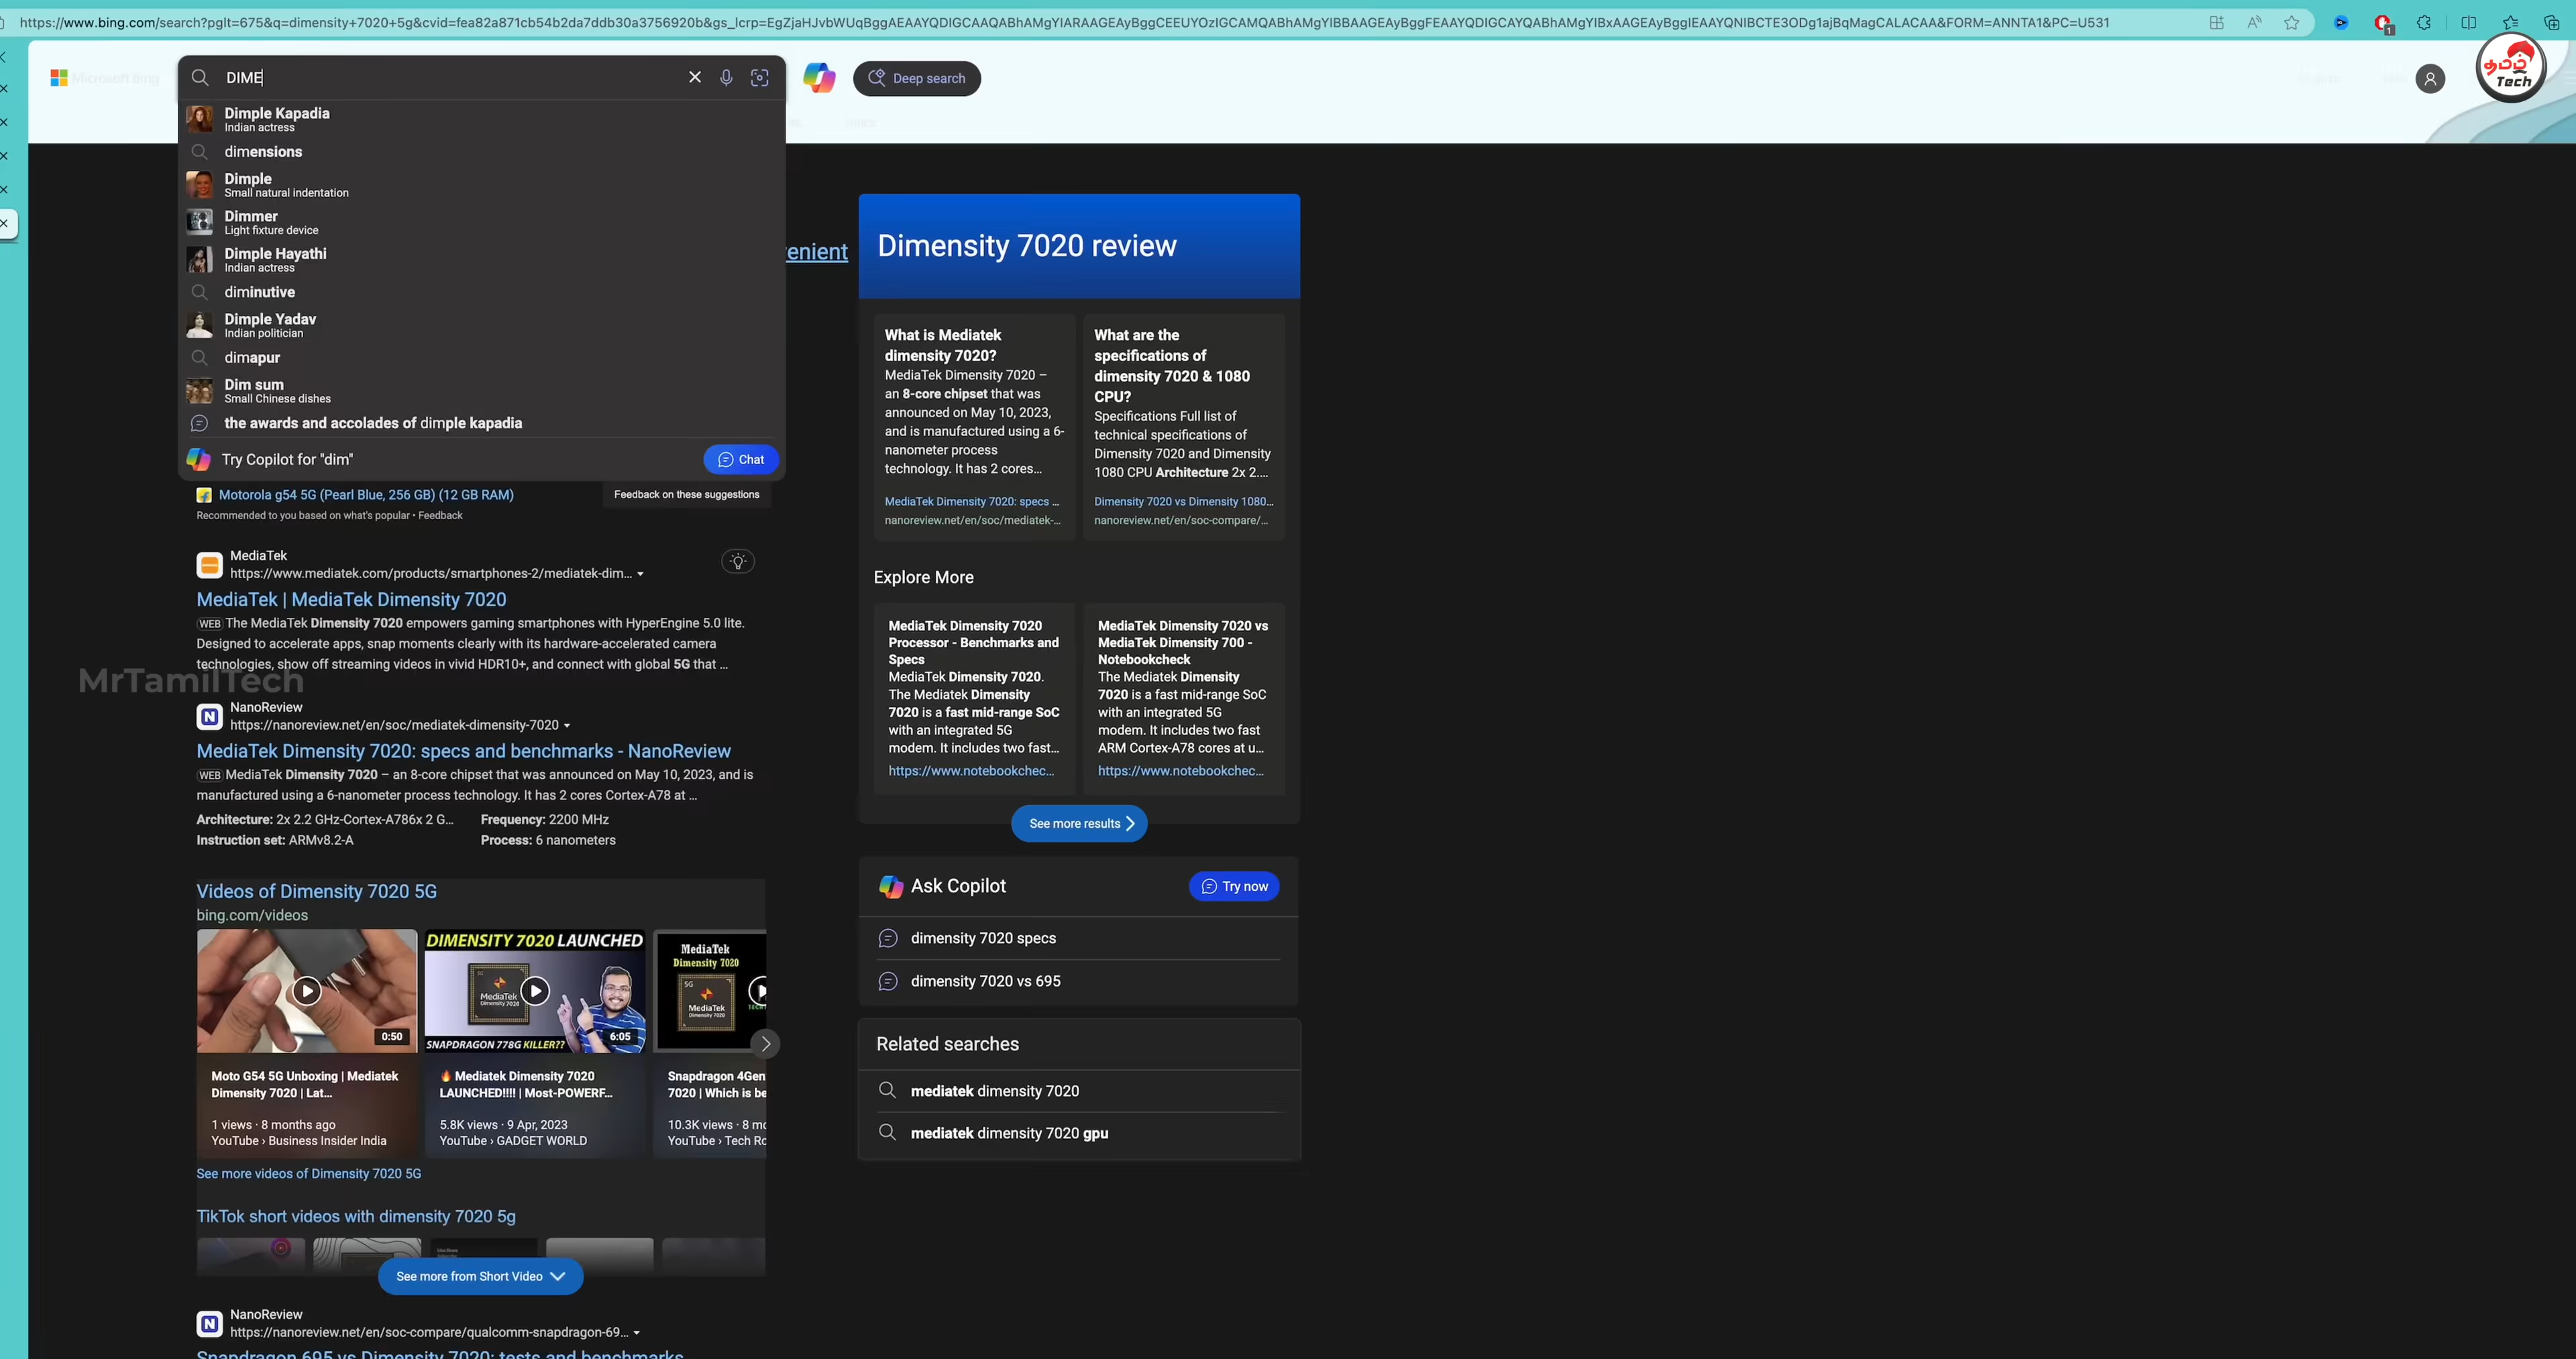 https://www.bing.com/search?pglt=675&q=dimensity+7020+5g&cvid=fea82a871cb54b2da7ddb30a3756920b&gs_lcrp=EgZjaHJvbWUqBggAEAAYQDIGCAAQABhAMgYIARAAGEAyBggCEEUYOzIGCAMQABhAMgYIBBAAGEAyBggFEAAYQDIGCAYQABhAMgYIBxAAGEAyBggIEAAYQNIBCTE3ODg1ajBqMagCALACAA&FORM=ANNTA1&PC=U531
தமிழ்
Tech
Microsoft Bing
DIME
Deep search
Dimple Kapadia
Indian actress
dimensions
Dimple
Small natural indentation
Dimmer
Light fixture device
Dimple Hayathi
Indian actress
diminutive
Dimple Yadav
Indian politician
dimapur
Dim sum
Small Chinese dishes
the awards and accolades of dimple kapadia
Try Copilot for "dim"
Chat
enient
Motorola g54 5G (Pearl Blue, 256 GB) (12 GB RAM)
Feedback on these suggestions
Recommended to you based on what's popular • Feedback
MediaTek
https://www.mediatek.com/products/smartphones-2/mediatek-dim...
MediaTek | MediaTek Dimensity 7020
WEB The MediaTek Dimensity 7020 empowers gaming smartphones with HyperEngine 5.0 lite.
Designed to accelerate apps, snap moments clearly with its hardware-accelerated camera
technologies, show off streaming videos in vivid HDR10+, and connect with global 5G that ...
MrTamilTech
NanoReview
https://nanoreview.net/en/soc/mediatek-dimensity-7020
MediaTek Dimensity 7020: specs and benchmarks - NanoReview
WEB MediaTek Dimensity 7020 – an 8-core chipset that was announced on May 10, 2023, and is
manufactured using a 6-nanometer process technology. It has 2 cores Cortex-A78 at ...
Architecture: 2x 2.2 GHz-Cortex-A786x 2 G... Frequency: 2200 MHz
Instruction set: ARMv8.2-A Process: 6 nanometers
Videos of Dimensity 7020 5G
bing.com/videos
0:50
DIMENSITY 7020 LAUNCHED
MediaTek
Dimensity 7020
SNAPDRAGON 778G KILLER??
6:05
MediaTek
Dimensity 7020
5G
MediaTek
Dimensity 7020
Moto G54 5G Unboxing | Mediatek
Dimensity 7020 | Lat...
1 views · 8 months ago
YouTube › Business Insider India
Mediatek Dimensity 7020
LAUNCHED!!!! | Most-POWERF...
5.8K views · 9 Apr, 2023
YouTube › GADGET WORLD
Snapdragon 4Gen
7020 | Which is be
10.3K views · 8 mo
YouTube › Tech Ro
See more videos of Dimensity 7020 5G
TikTok short videos with dimensity 7020 5g
See more from Short Video
NanoReview
https://nanoreview.net/en/soc-compare/qualcomm-snapdragon-69...
Snapdragon 695 vs Dimensity 7020: tests and benchmarks
Dimensity 7020 review
What is Mediatek
dimensity 7020?
MediaTek Dimensity 7020 –
an 8-core chipset that was
announced on May 10, 2023,
and is manufactured using a 6-
nanometer process
technology. It has 2 cores...
MediaTek Dimensity 7020: specs ...
nanoreview.net/en/soc/mediatek-...
What are the
specifications of
dimensity 7020 & 1080
CPU?
Specifications Full list of
technical specifications of
Dimensity 7020 and Dimensity
1080 CPU Architecture 2x 2....
Dimensity 7020 vs Dimensity 1080...
nanoreview.net/en/soc-compare/...
Explore More
MediaTek Dimensity 7020
Processor - Benchmarks and
Specs
MediaTek Dimensity 7020.
The Mediatek Dimensity
7020 is a fast mid-range SoC
with an integrated 5G
modem. It includes two fast...
https://www.notebookchec...
MediaTek Dimensity 7020 vs
MediaTek Dimensity 700 -
Notebookcheck
The Mediatek Dimensity
7020 is a fast mid-range SoC
with an integrated 5G
modem. It includes two fast
ARM Cortex-A78 cores at u...
https://www.notebookchec...
See more results
Ask Copilot
Try now
dimensity 7020 specs
dimensity 7020 vs 695
Related searches
mediatek dimensity 7020
mediatek dimensity 7020 gpu